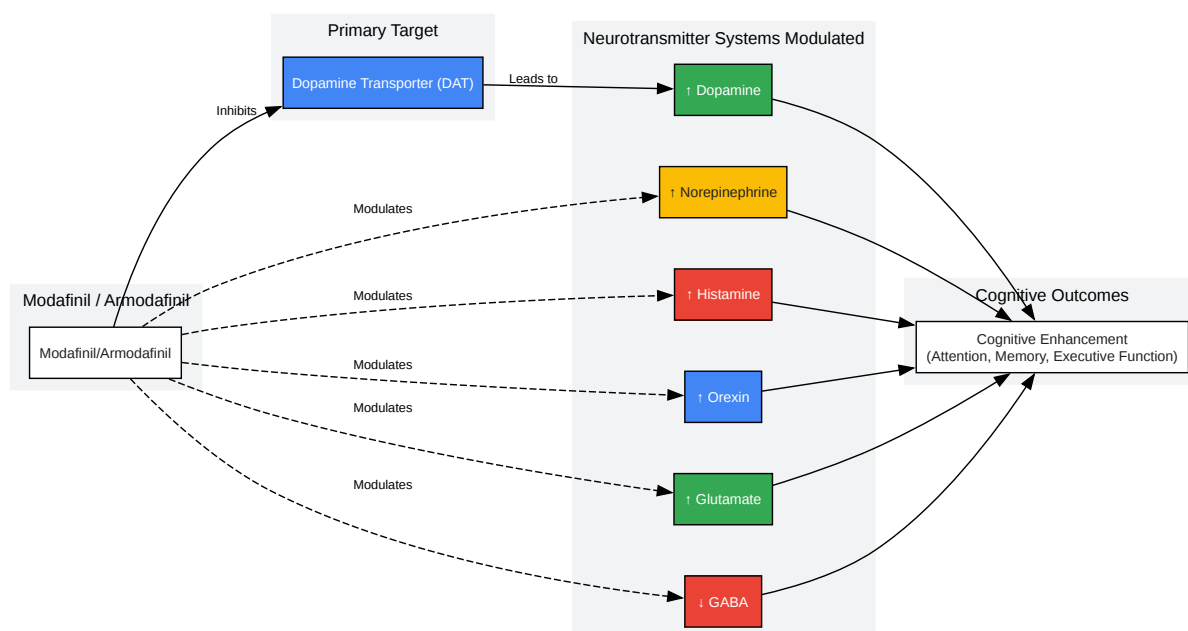 Primary Target
Neurotransmitter Systems Modulated
Dopamine Transporter (DAT)
Leads to
↑ Dopamine
Inhibits
↑ Norepinephrine
Modulates
Modafinil / Armodafinil
Modulates
↑ Histamine
Cognitive Outcomes
Modafinil/Armodafinil
Cognitive Enhancement
(Attention, Memory, Executive Function)
Modulates
↑ Orexin
Modulates
Modulates
↑ Glutamate
↓ GABA